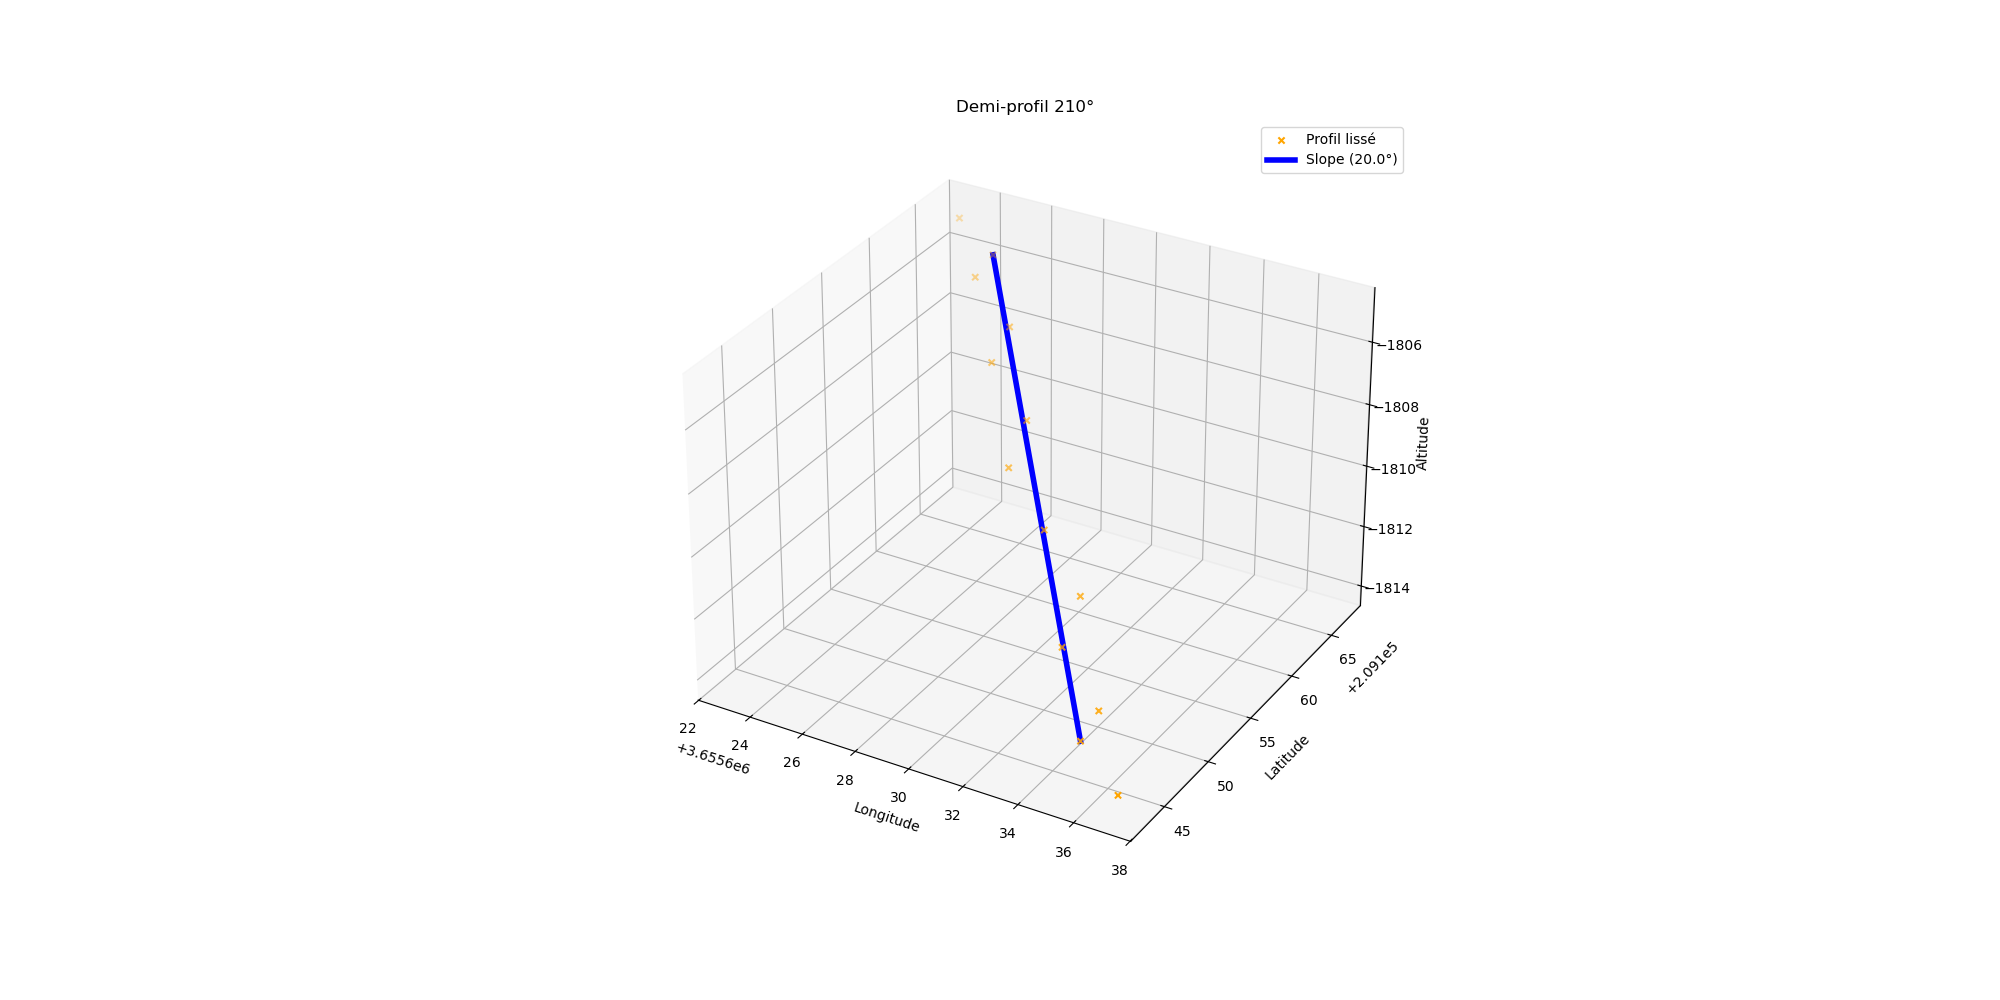 Demi-profil 210°
Profil lissé
Slope (20.0°)
−1806
−1808
−1810
−1812
−1814
Altitude
65
60
55
50
45
+2.091e5
Latitude
22
24
26
28
30
32
34
36
38
+3.6556e6
Longitude